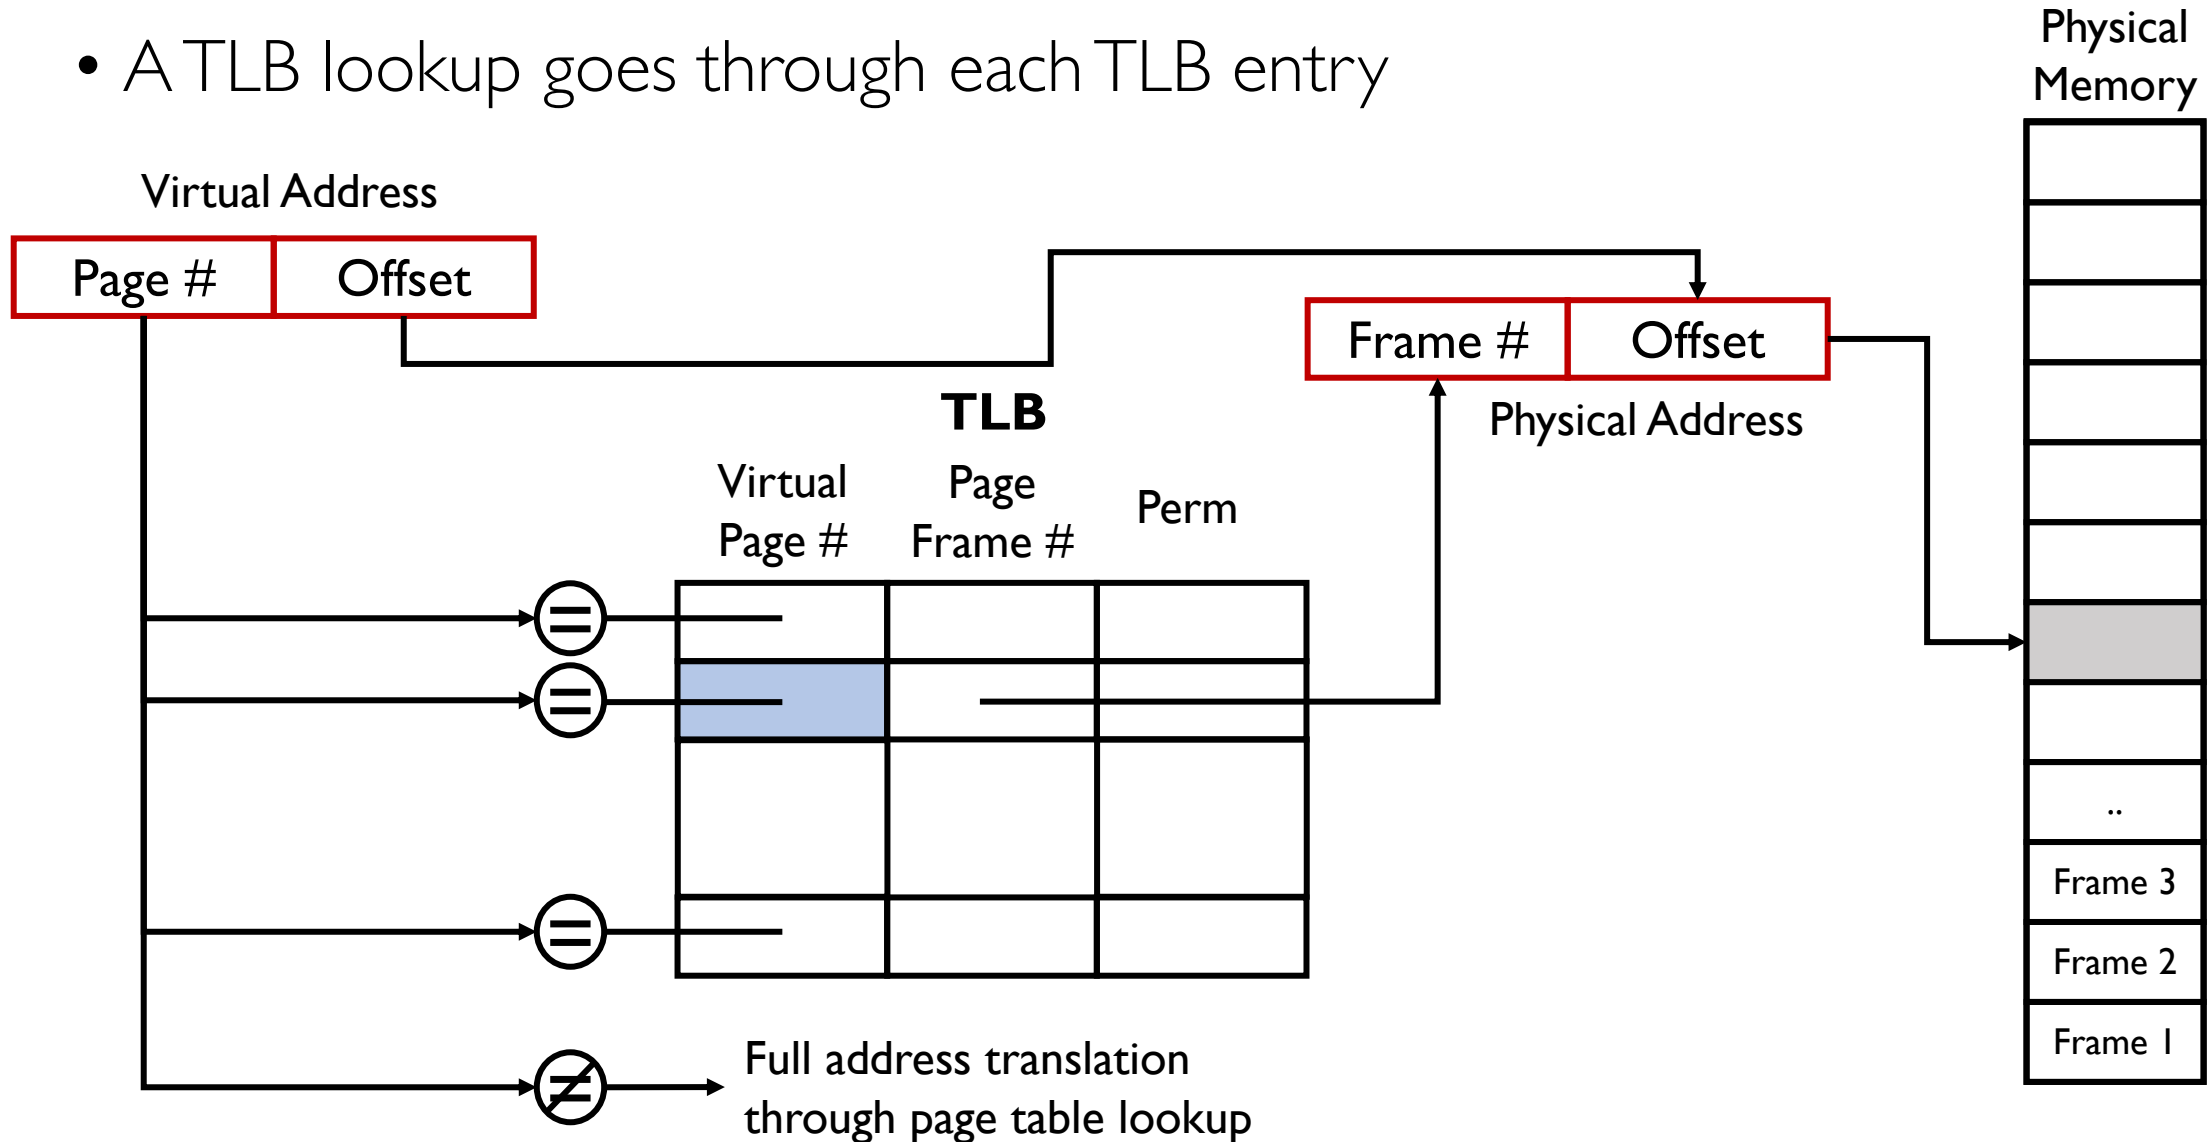 • A TLB lookup goes through each TLB entry
Physical
Memory
Virtual Address
Page # Offset
Frame # Offset
Physical Address
TLB
Virtual
Page #
Page
Frame #
Perm
=
=
=
≠
Full address translation
through page table lookup
..
Frame 3
Frame 2
Frame 1